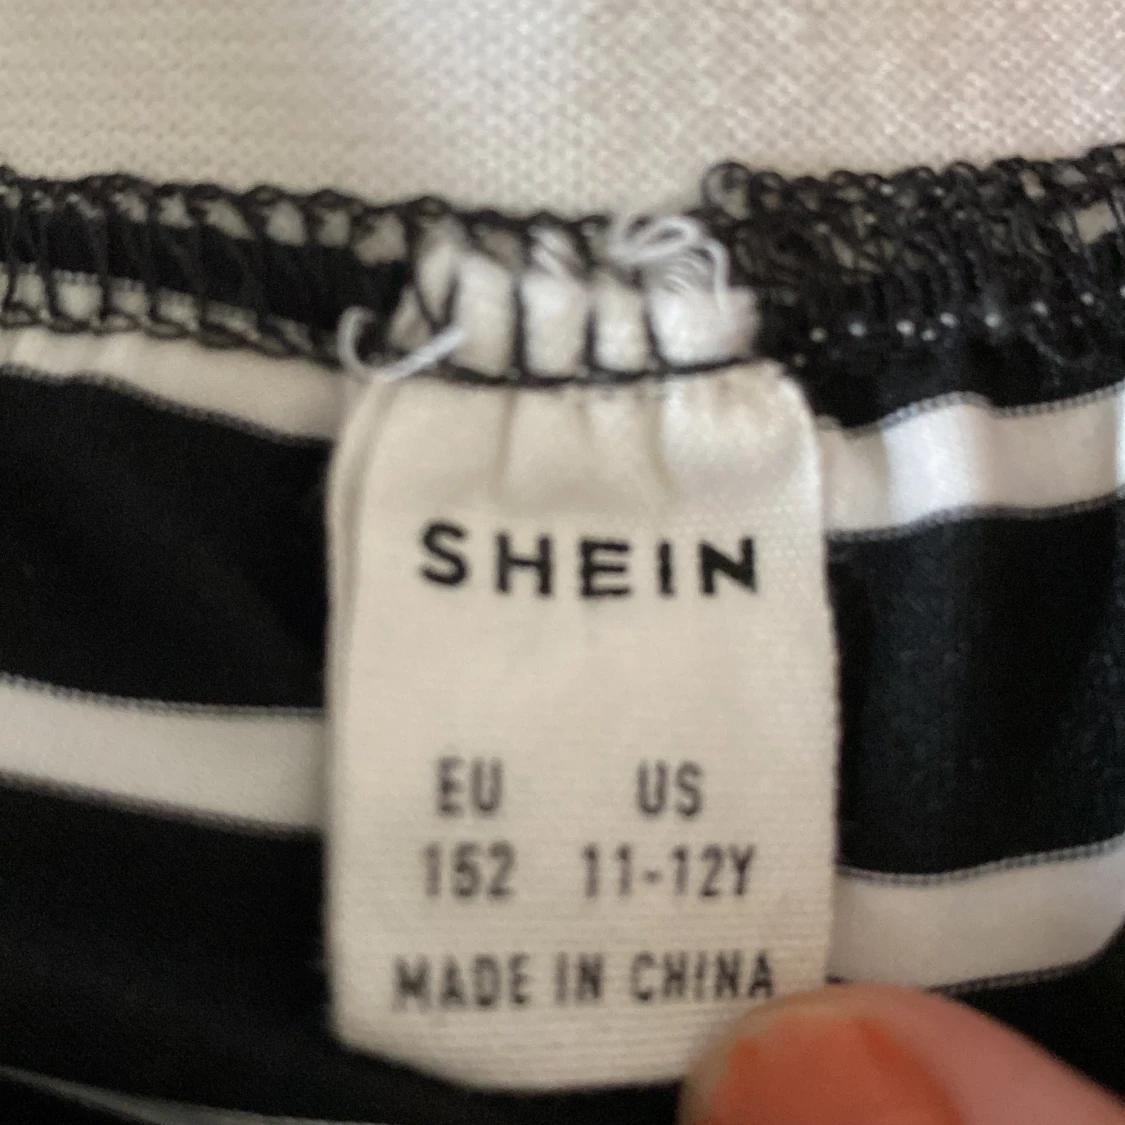 SHEIN
EU US
152 11-12Y
MADE IN CHINA